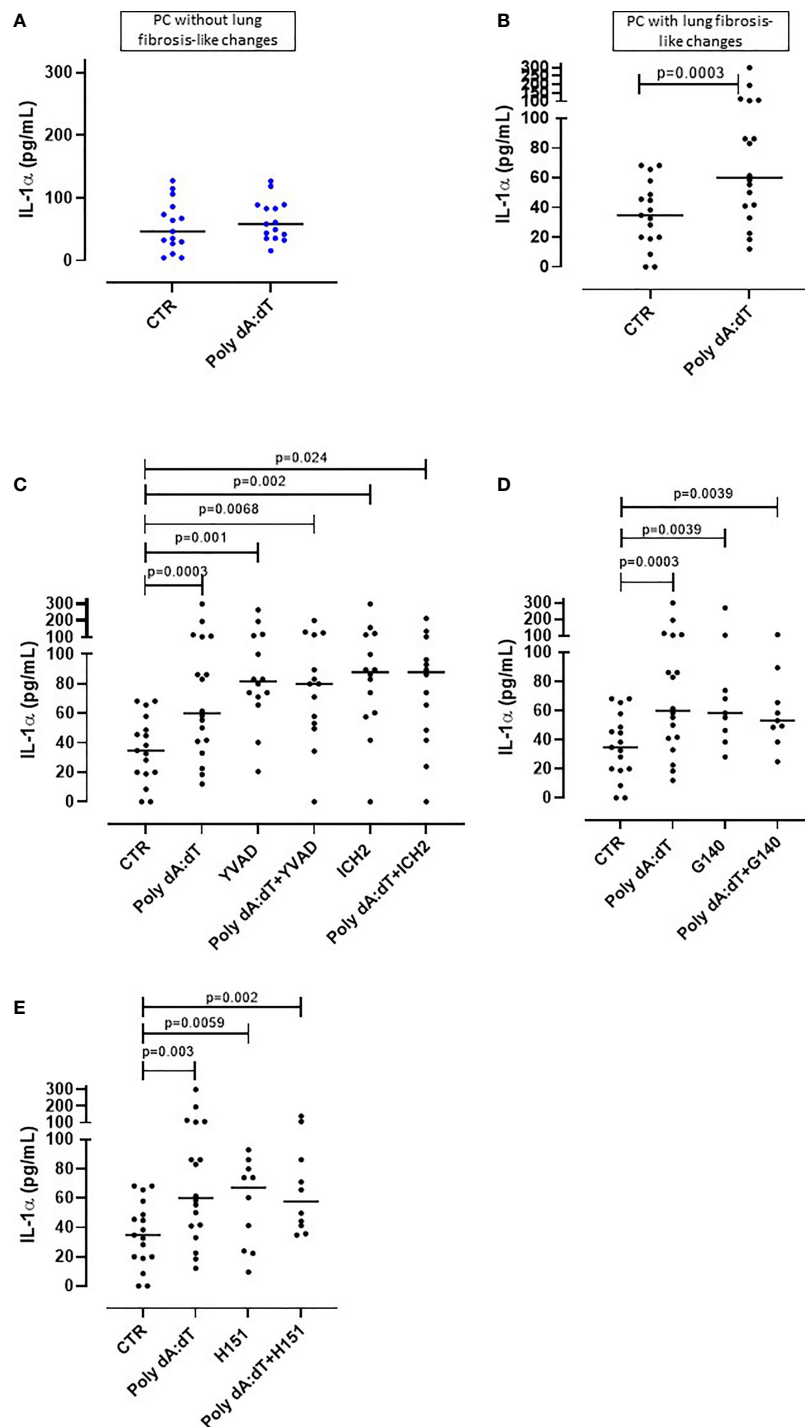 A
PC without lung
fibrosis-like changes
300
200
100
0
IL-1α (pg/mL)
CTR
Poly dA:dT
B
PC with lung fibrosis-
like changes
p=0.0003
300
250
200
150
100
100
80
60
40
20
0
IL-1α (pg/mL)
CTR
Poly dA:dT
C
p=0.024
p=0.002
p=0.0068
p=0.001
p=0.0003
300
200
100
100
80
60
40
20
0
IL-1α (pg/mL)
CTR
Poly dA:dT
YVAD
Poly dA:dT+YVAD
ICH2
Poly dA:dT+ICH2
D
p=0.0039
p=0.0039
p=0.0003
300
200
100
100
80
60
40
20
0
IL-1α (pg/mL)
CTR
Poly dA:dT
G140
Poly dA:dT+G140
E
p=0.002
p=0.0059
p=0.003
300
200
100
100
80
60
40
20
0
IL-1α (pg/mL)
CTR
Poly dA:dT
H151
Poly dA:dT+H151